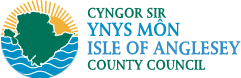 CYNGOR SIR
YNYS MÔN
ISLE OF ANGLESEY
COUNTY COUNCIL